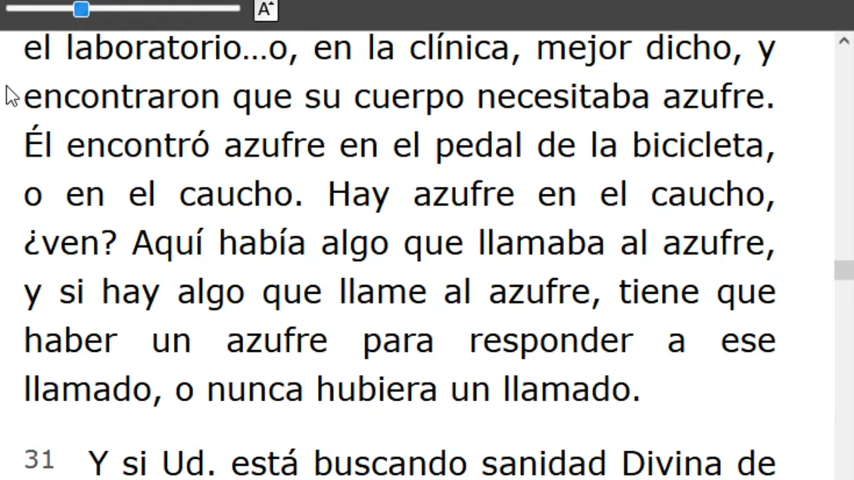 A
el laboratorio...o, en la clínica, mejor dicho, y
encontraron que su cuerpo necesitaba azufre.
Él encontró azufre en el pedal de la bicicleta,
o en el caucho. Hay azufre en el caucho,
¿ven? Aquí había algo que llamaba al azufre,
y si hay algo que llame al azufre, tiene que
haber un azufre para responder a ese
llamado, o nunca hubiera un llamado.
31 Y si Ud. está buscando sanidad Divina de